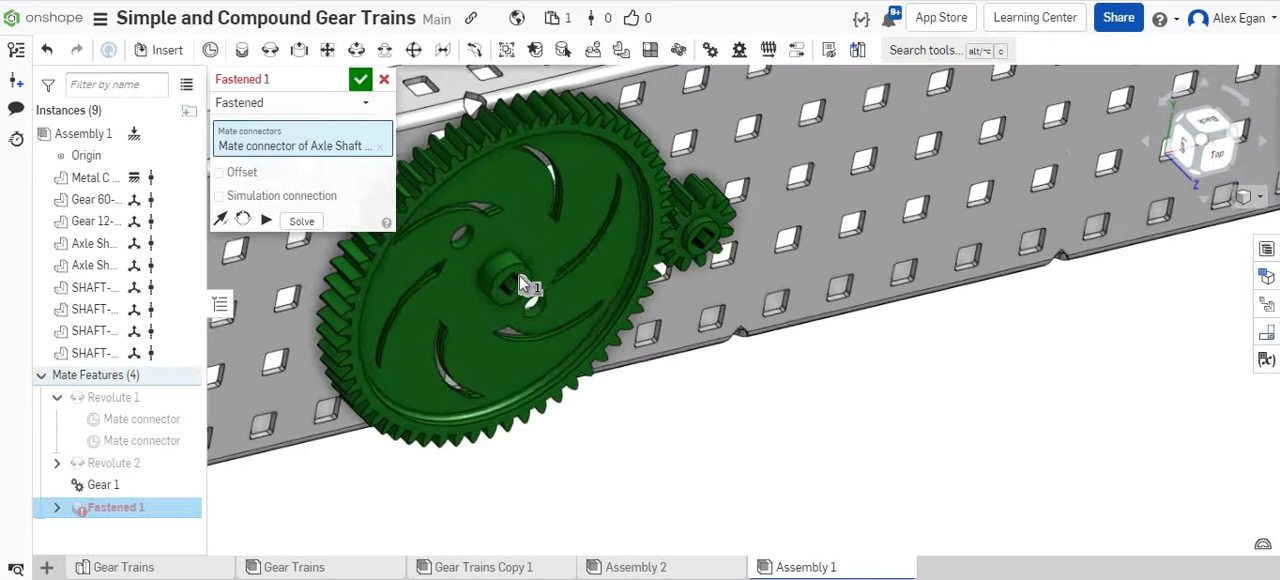 onshape Simple and Compound Gear Trains Main 1 0 0 9+ App Store Learning Center Share Alex Egan
Insert Search tools... alt/⌥ c
Filter by name
Instances (9)
Assembly 1
Origin
Metal C ...
Gear 60-...
Gear 12-...
Axle Sh...
Axle Sh...
SHAFT-...
SHAFT-...
SHAFT-...
SHAFT-...
Mate Features (4)
Revolute 1
Mate connector
Mate connector
Revolute 2
Gear 1
Fastened 1
Fastened 1
Fastened
Mate connectors
Mate connector of Axle Shaft ...
Offset
Simulation connection
Solve
1
Y
Back
Top
Z
Gear Trains Gear Trains Gear Trains Copy 1 Assembly 2 Assembly 1